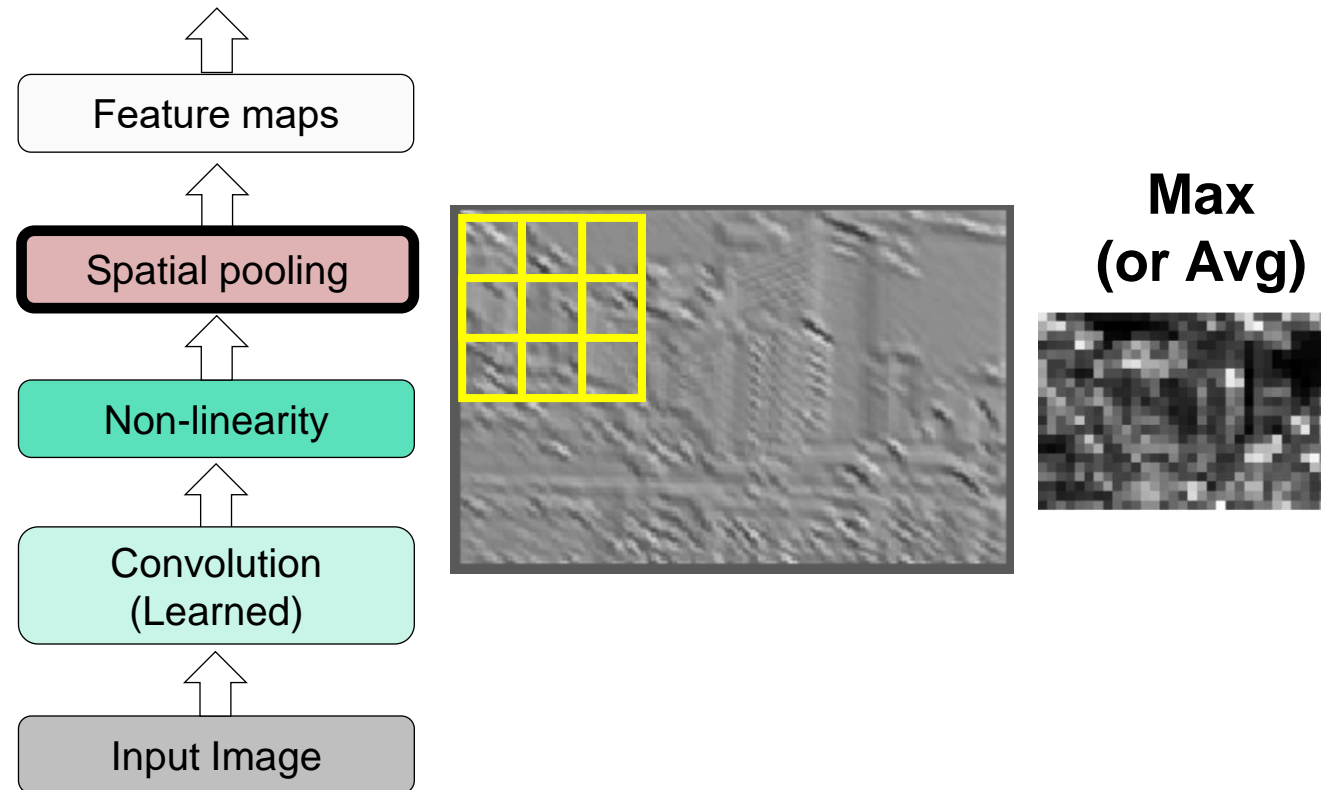 Feature maps
Spatial pooling
Non-linearity
Convolution
(Learned)
Input Image
Max
(or Avg)